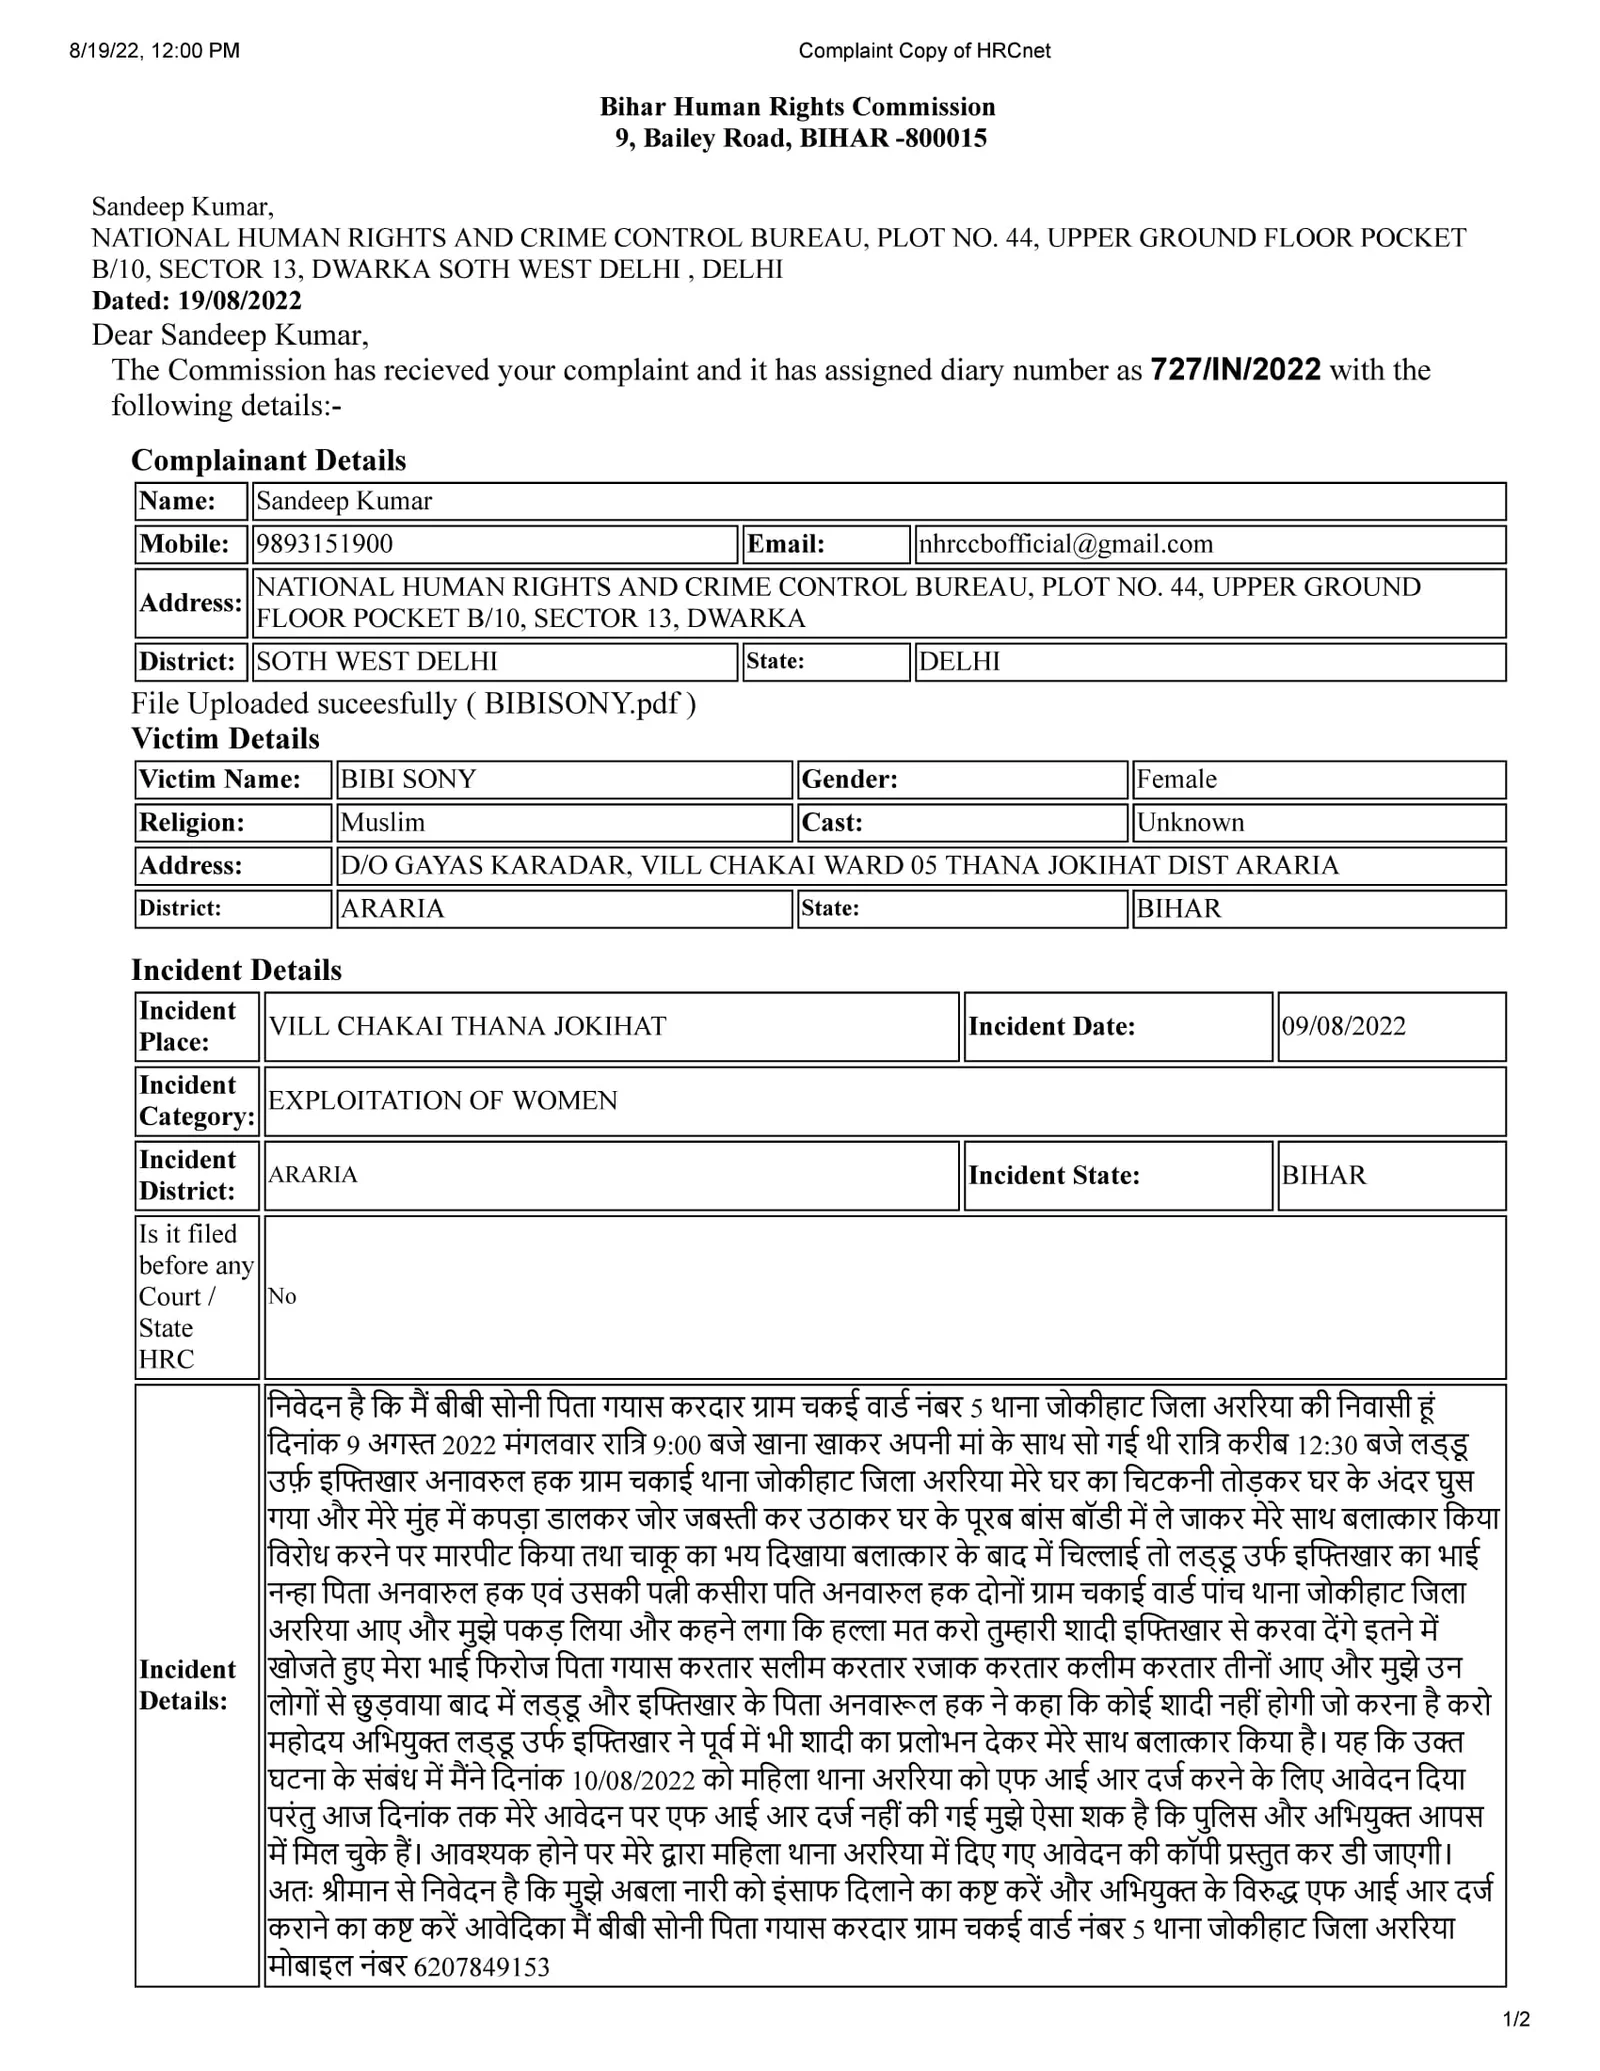 8/19/22, 12:00 PM Complaint Copy of HRCnet
Bihar Human Rights Commission
9, Bailey Road, BIHAR -800015
Sandeep Kumar,
NATIONAL HUMAN RIGHTS AND CRIME CONTROL BUREAU, PLOT NO. 44, UPPER GROUND FLOOR POCKET
B/10, SECTOR 13, DWARKA SOTH WEST DELHI , DELHI
Dated: 19/08/2022
Dear Sandeep Kumar,
The Commission has recieved your complaint and it has assigned diary number as 727/IN/2022 with the
following details:-
Complainant Details
Name: Sandeep Kumar
Mobile: 9893151900 Email: nhrccbofficial@gmail.com
Address: NATIONAL HUMAN RIGHTS AND CRIME CONTROL BUREAU, PLOT NO. 44, UPPER GROUND
FLOOR POCKET B/10, SECTOR 13, DWARKA
District: SOTH WEST DELHI State: DELHI
File Uploaded suceesfully ( BIBISONY.pdf )
Victim Details
Victim Name: BIBI SONY Gender: Female
Religion: Muslim Cast: Unknown
Address: D/O GAYAS KARADAR, VILL CHAKAI WARD 05 THANA JOKIHAT DIST ARARIA
District: ARARIA State: BIHAR
Incident Details
Incident
Place: VILL CHAKAI THANA JOKIHAT Incident Date: 09/08/2022
Incident
Category: EXPLOITATION OF WOMEN
Incident
District: ARARIA Incident State: BIHAR
Is it filed
before any
Court /
State
HRC
No
Incident
Details:
निवेदन है कि मैं बीबी सोनी पिता गयास करदार ग्राम चकई वार्ड नंबर 5 थाना जोकीहाट जिला अररिया की निवासी हूं
दिनांक 9 अगस्त 2022 मंगलवार रात्रि 9:00 बजे खाना खाकर अपनी मां के साथ सो गई थी रात्रि करीब 12:30 बजे लड्डू
उर्फ़ इफ्तिखार अनावरुल हक ग्राम चकाई थाना जोकीहाट जिला अररिया मेरे घर का चिटकनी तोड़कर घर के अंदर घुस
गया और मेरे मुंह में कपड़ा डालकर जोर जबस्ती कर उठाकर घर के पूरब बांस बॉडी में ले जाकर मेरे साथ बलात्कार किया
विरोध करने पर मारपीट किया तथा चाकू का भय दिखाया बलात्कार के बाद में चिल्लाई तो लड्डू उर्फ इफ्तिखार का भाई
नन्हा पिता अनवारुल हक एवं उसकी पत्नी कसीरा पति अनवारुल हक दोनों ग्राम चकाई वार्ड पांच थाना जोकीहाट जिला
अररिया आए और मुझे पकड़ लिया और कहने लगा कि हल्ला मत करो तुम्हारी शादी इफ्तिखार से करवा देंगे इतने में
खोजते हुए मेरा भाई फिरोज पिता गयास करतार सलीम करतार रजाक करतार कलीम करतार तीनों आए और मुझे उन
लोगों से छुड़वाया बाद में लड्डू और इफ्तिखार के पिता अनवारूल हक ने कहा कि कोई शादी नहीं होगी जो करना है करो
महोदय अभियुक्त लड्डू उर्फ इफ्तिखार ने पूर्व में भी शादी का प्रलोभन देकर मेरे साथ बलात्कार किया है। यह कि उक्त
घटना के संबंध में मैंने दिनांक 10/08/2022 को महिला थाना अररिया को एफ आई आर दर्ज करने के लिए आवेदन दिया
परंतु आज दिनांक तक मेरे आवेदन पर एफ आई आर दर्ज नहीं की गई मुझे ऐसा शक है कि पुलिस और अभियुक्त आपस
में मिल चुके हैं। आवश्यक होने पर मेरे द्वारा महिला थाना अररिया में दिए गए आवेदन की कॉपी प्रस्तुत कर डी जाएगी।
अतः श्रीमान से निवेदन है कि मुझे अबला नारी को इंसाफ दिलाने का कष्ट करें और अभियुक्त के विरुद्ध एफ आई आर दर्ज
कराने का कष्ट करें आवेदिका मैं बीबी सोनी पिता गयास करदार ग्राम चकई वार्ड नंबर 5 थाना जोकीहाट जिला अररिया
मोबाइल नंबर 6207849153
1/2